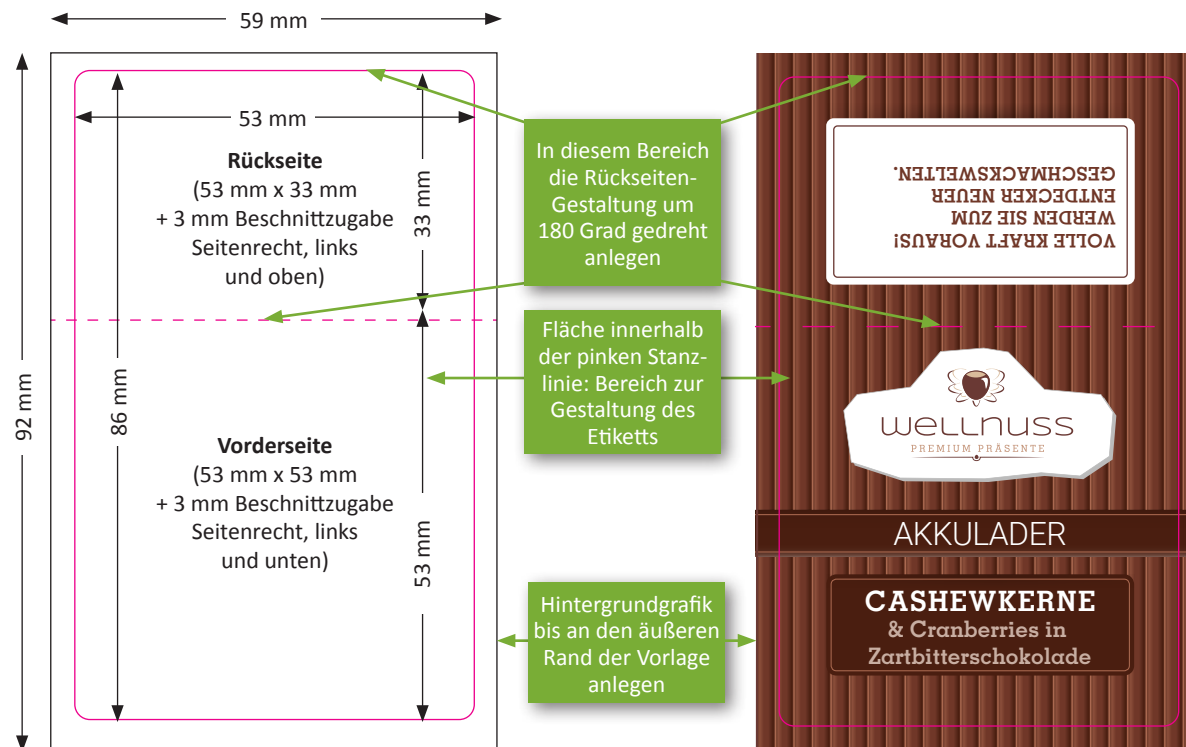 59 mm
92 mm
53 mm
86 mm
33 mm
53 mm
Rückseite
(53 mm x 33 mm
+ 3 mm Beschnittzugabe
Seitenrecht, links
und oben)
Vorderseite
(53 mm x 53 mm
+ 3 mm Beschnittzugabe
Seitenrecht, links
und unten)
In diesem Bereich
die Rückseiten-
Gestaltung um
180 Grad gedreht
anlegen
Fläche innerhalb
der pinken Stanz-
linie: Bereich zur
Gestaltung des
Etiketts
Hintergrundgrafik
bis an den äußeren
Rand der Vorlage
anlegen
VOLLE KRAFT VORAUS!
WERDEN SIE ZUM
ENTDECKER NEUER
GESCHMACKSWELTEN.
wellnuss
PREMIUM PRÄSENTE
AKKULADER
CASHEWKERNE
& Cranberries in
Zartbitterschokolade